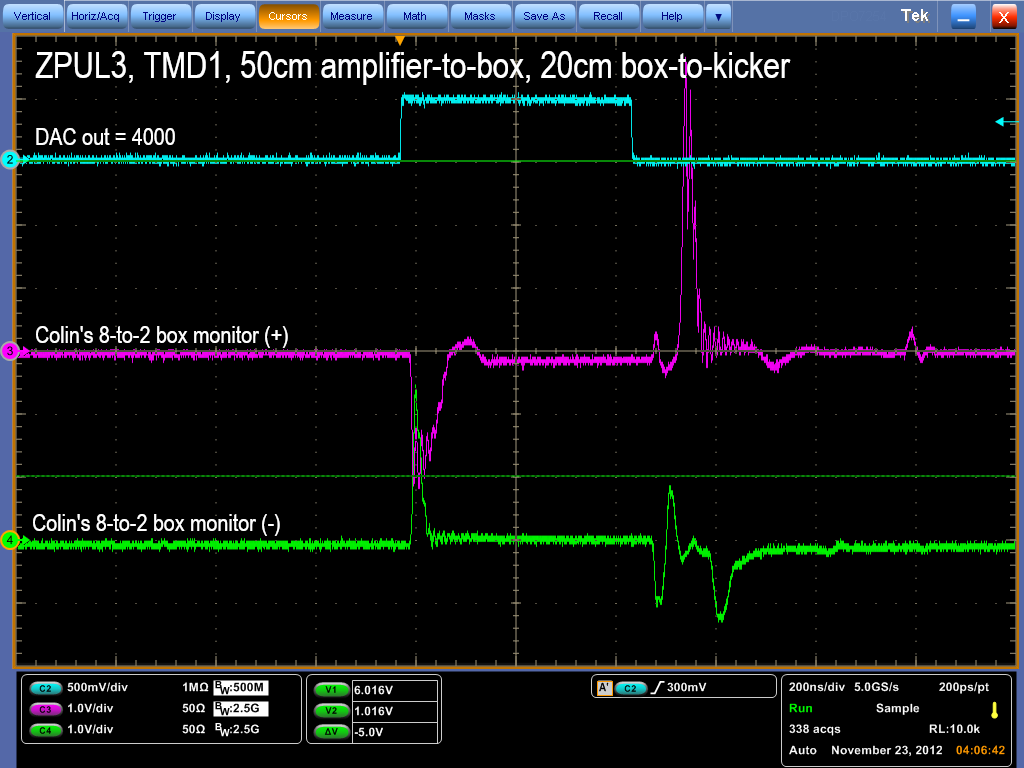 Vertical Horiz/Acq Trigger Display Cursors Measure Math Masks Save As Recall Help Tek X
ZPUL3, TMD1, 50cm amplifier-to-box, 20cm box-to-kicker
DAC out = 4000
2
Colin's 8-to-2 box monitor (+)
3
Colin's 8-to-2 box monitor (-)
4
C2 500mV/div 1MΩ BW:500M
C3 1.0V/div 50Ω BW:2.5G
C4 1.0V/div 50Ω BW:2.5G
V1 6.016V
V2 1.016V
ΔV -5.0V
A' C2 300mV
200ns/div 5.0GS/s 200ps/pt
Run Sample
338 acqs RL:10.0k
Auto November 23, 2012 04:06:42